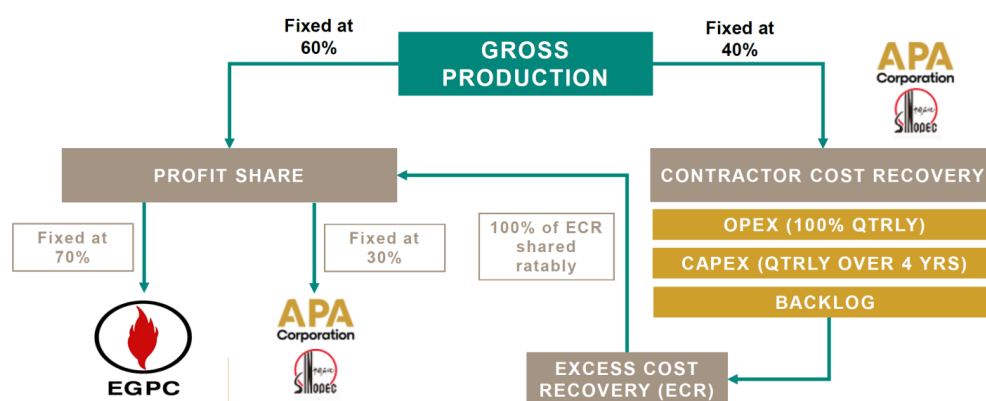 Fixed at
60%
GROSS
PRODUCTION
Fixed at
40%
APA
Corporation
SINOPEC
PROFIT SHARE
CONTRACTOR COST RECOVERY
Fixed at
70%
Fixed at
30%
100% of ECR
shared
ratably
OPEX (100% QTRLY)
CAPEX (QTRLY OVER 4 YRS)
BACKLOG
EGPC
APA
Corporation
SINOPEC
EXCESS COST
RECOVERY (ECR)